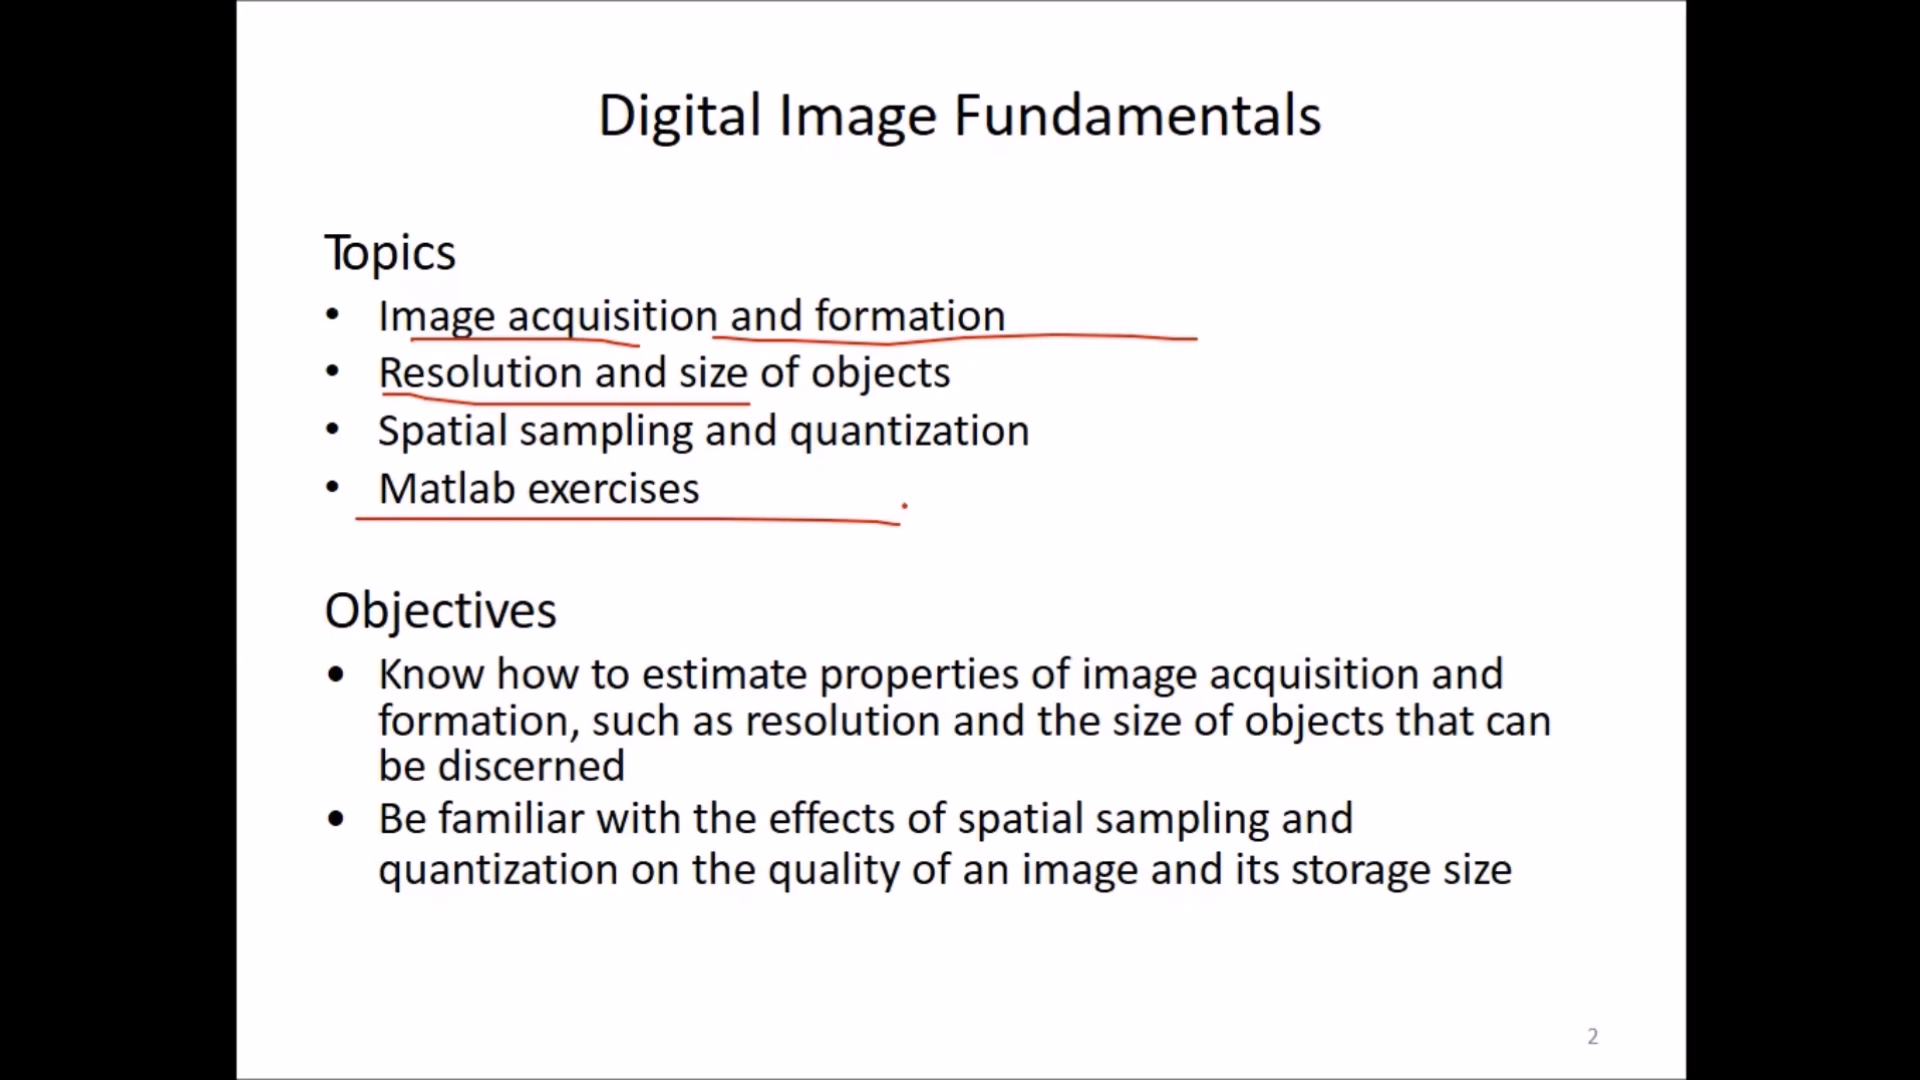 Digital Image Fundamentals
Topics
• Image acquisition and formation
• Resolution and size of objects
• Spatial sampling and quantization
• Matlab exercises
Objectives
• Know how to estimate properties of image acquisition and
formation, such as resolution and the size of objects that can
be discerned
• Be familiar with the effects of spatial sampling and
quantization on the quality of an image and its storage size
2